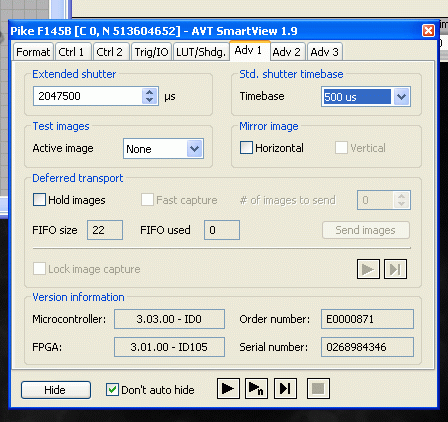 Pike F145B [C 0, N 513604652] - AVT SmartView 1.9
Format Ctrl 1 Ctrl 2 Trig/IO LUT/Shdg. Adv 1 Adv 2 Adv 3
Extended shutter
2047500 µs
Std. shutter timebase
Timebase 500 us
Test images
Active image None
Mirror image
Horizontal Vertical
Deferred transport
Hold images Fast capture # of images to send 0
FIFO size 22 FIFO used 0 Send images
Lock image capture
Version information
Microcontroller: 3.03.00 - ID0 Order number: E0000871
FPGA: 3.01.00 - ID105 Serial number: 0268984346
Hide Don't auto hide n